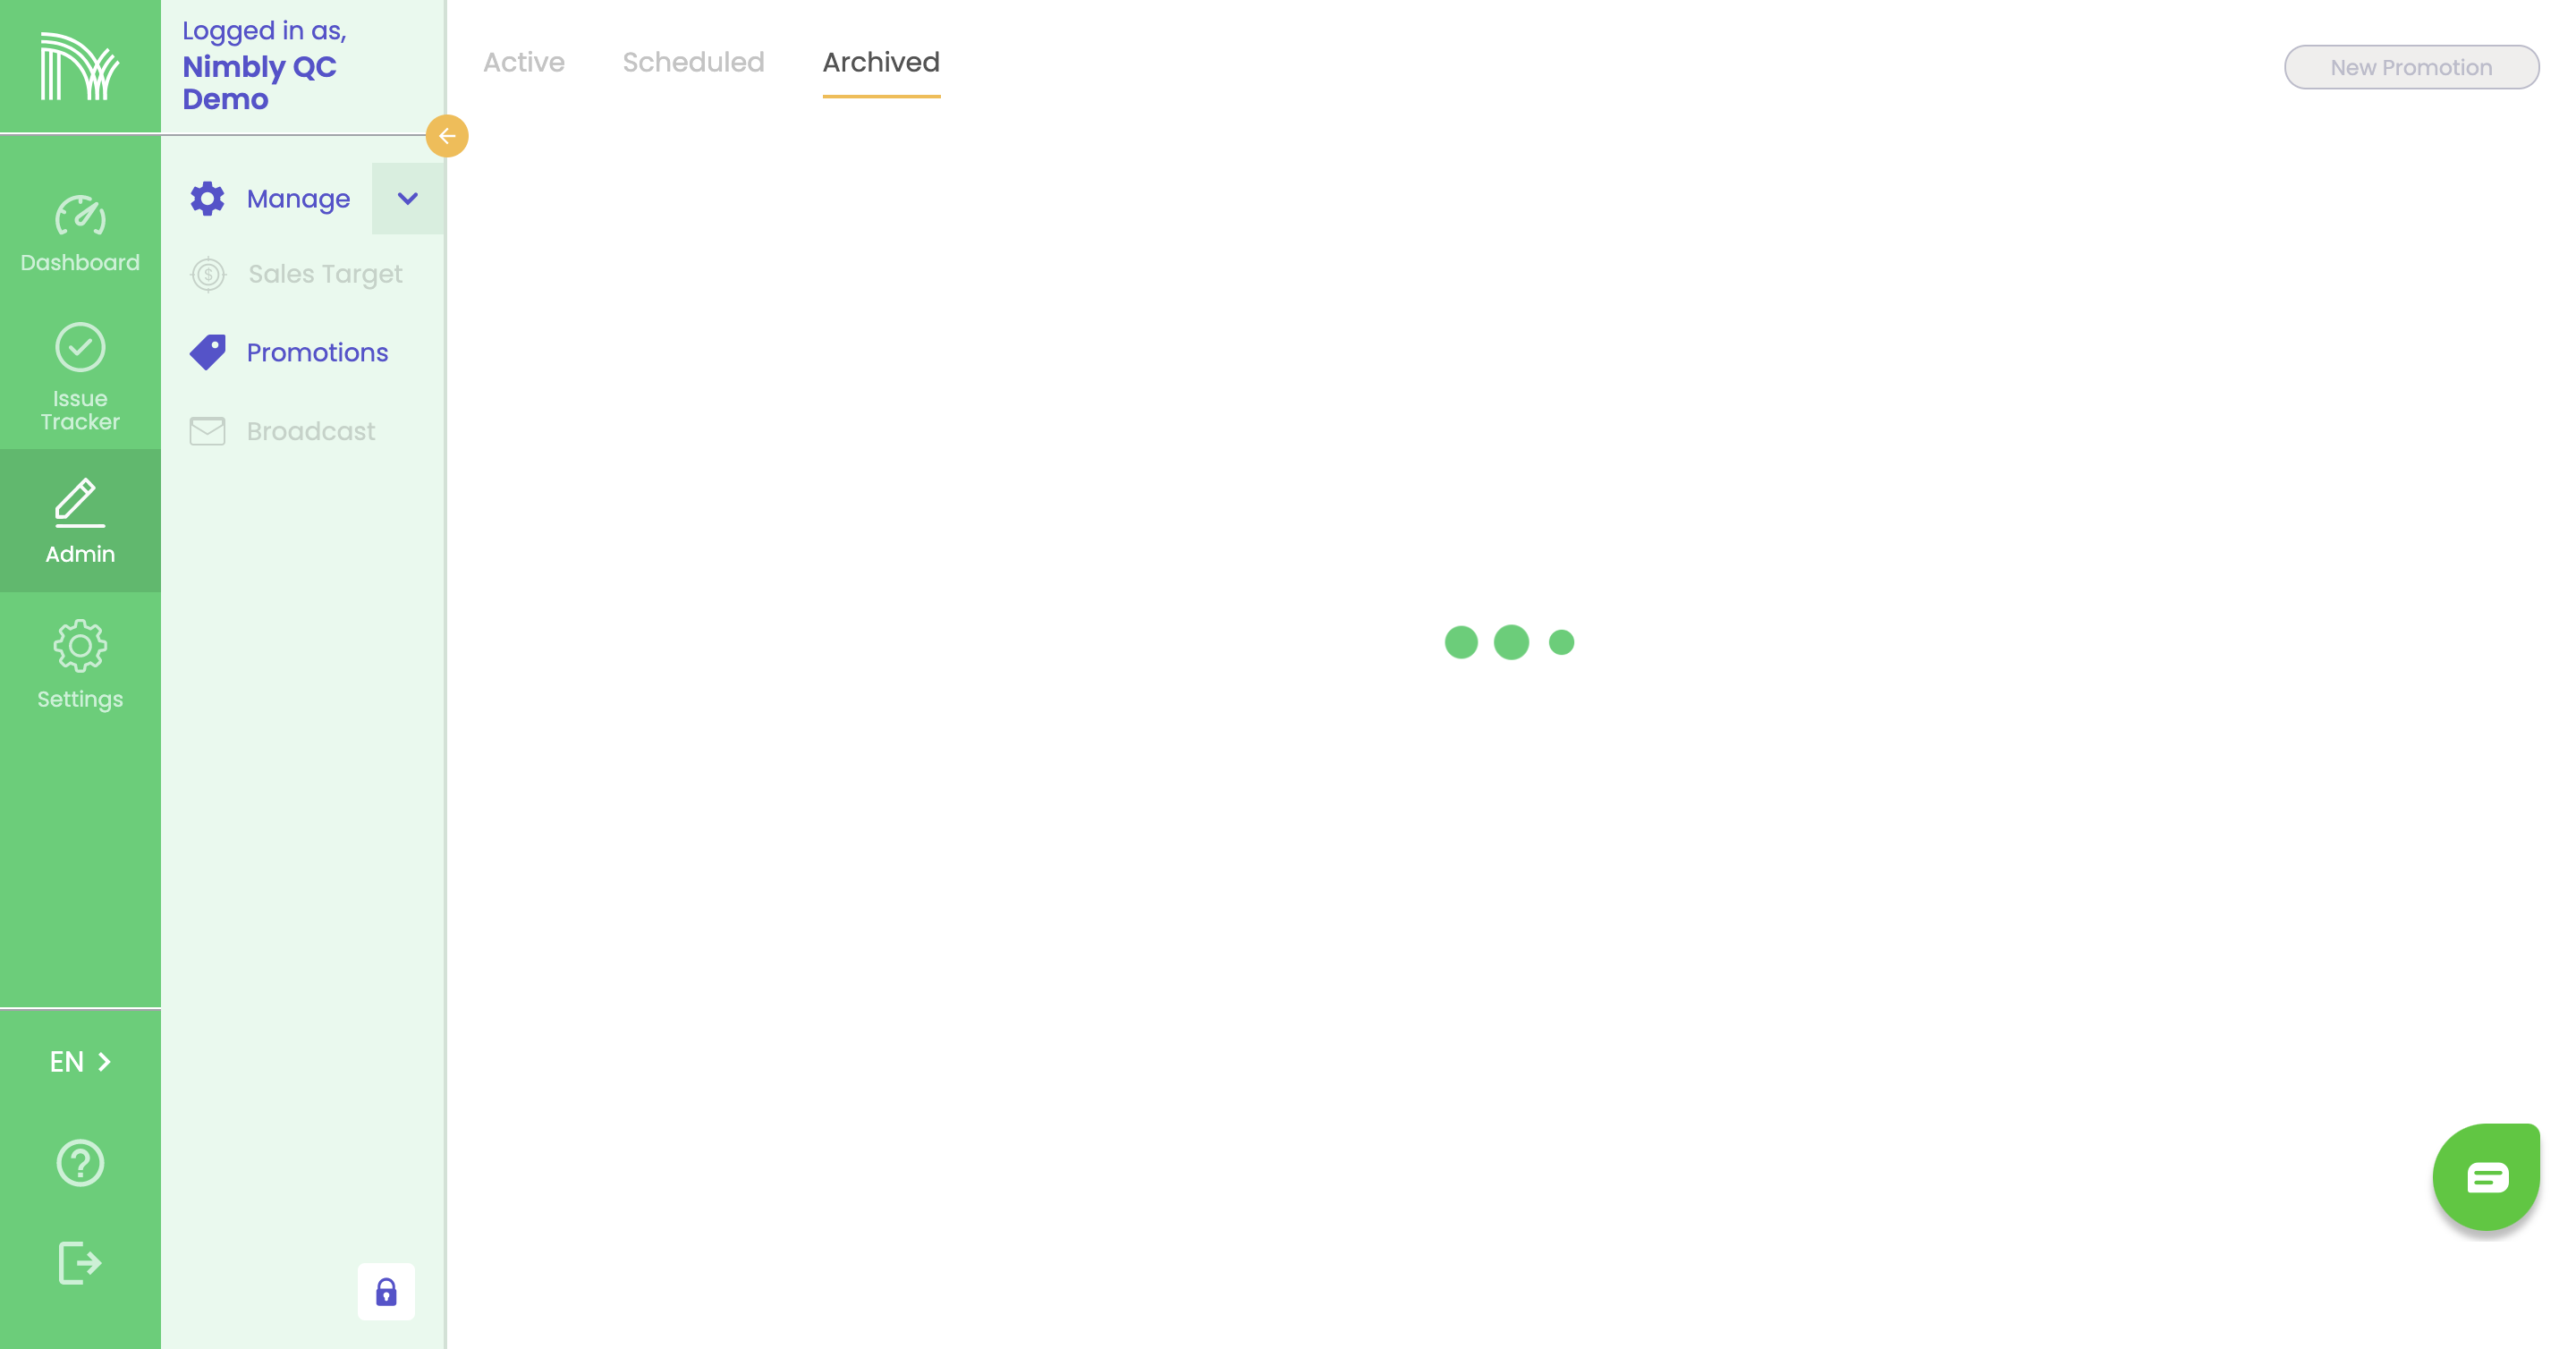 Logged in as,
Nimbly QC
Demo
Active
Scheduled
Archived
New Promotion
Manage
Sales Target
Promotions
Broadcast
Dashboard
Issue
Tracker
Admin
Settings
EN